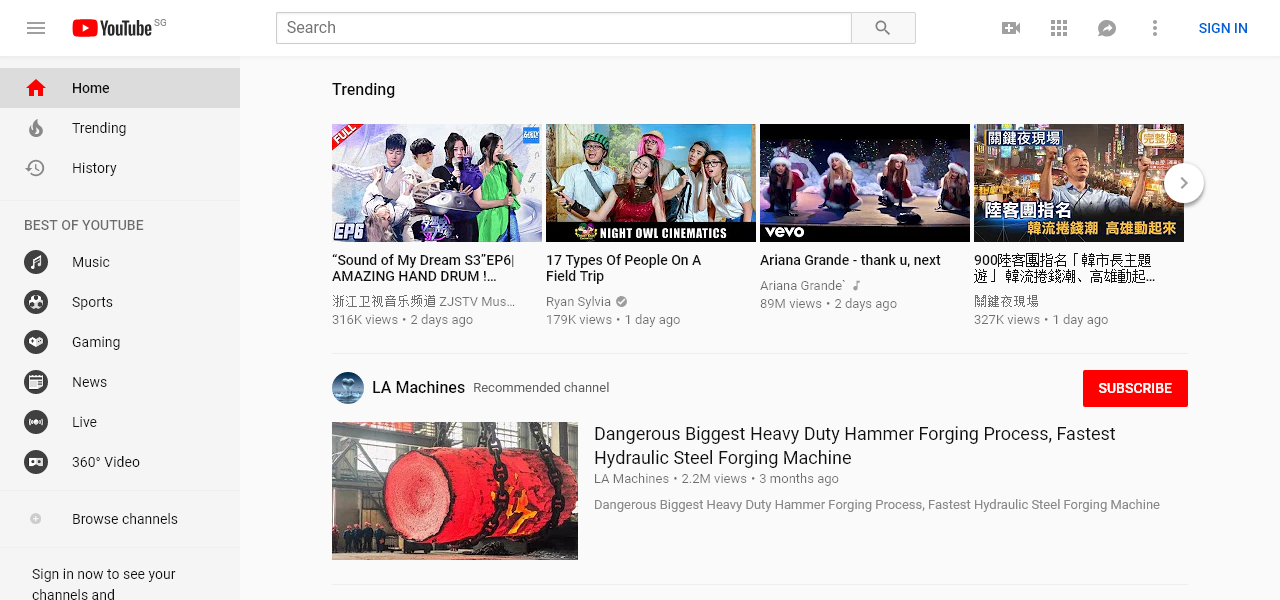 YouTube SG
Search
SIGN IN
Home
Trending
History
BEST OF YOUTUBE
Music
Sports
Gaming
News
Live
360° Video
Browse channels
Sign in now to see your
channels and
Trending
FULL
EP6
“Sound of My Dream S3”EP6|
AMAZING HAND DRUM !...
浙江卫视音乐频道 ZJSTV Mus...
316K views • 2 days ago
NIGHT OWL CINEMATICS
17 Types Of People On A
Field Trip
Ryan Sylvia
179K views • 1 day ago
vevo
Ariana Grande - thank u, next
Ariana Grande`
89M views • 2 days ago
關鍵夜現場
完整版
陸客團指名
韓流捲錢潮 高雄動起來
900陸客團指名「韓市長主題
遊」 韓流捲錢潮、高雄動起...
關鍵夜現場
327K views • 1 day ago
LA Machines Recommended channel
SUBSCRIBE
Dangerous Biggest Heavy Duty Hammer Forging Process, Fastest
Hydraulic Steel Forging Machine
LA Machines • 2.2M views • 3 months ago
Dangerous Biggest Heavy Duty Hammer Forging Process, Fastest Hydraulic Steel Forging Machine